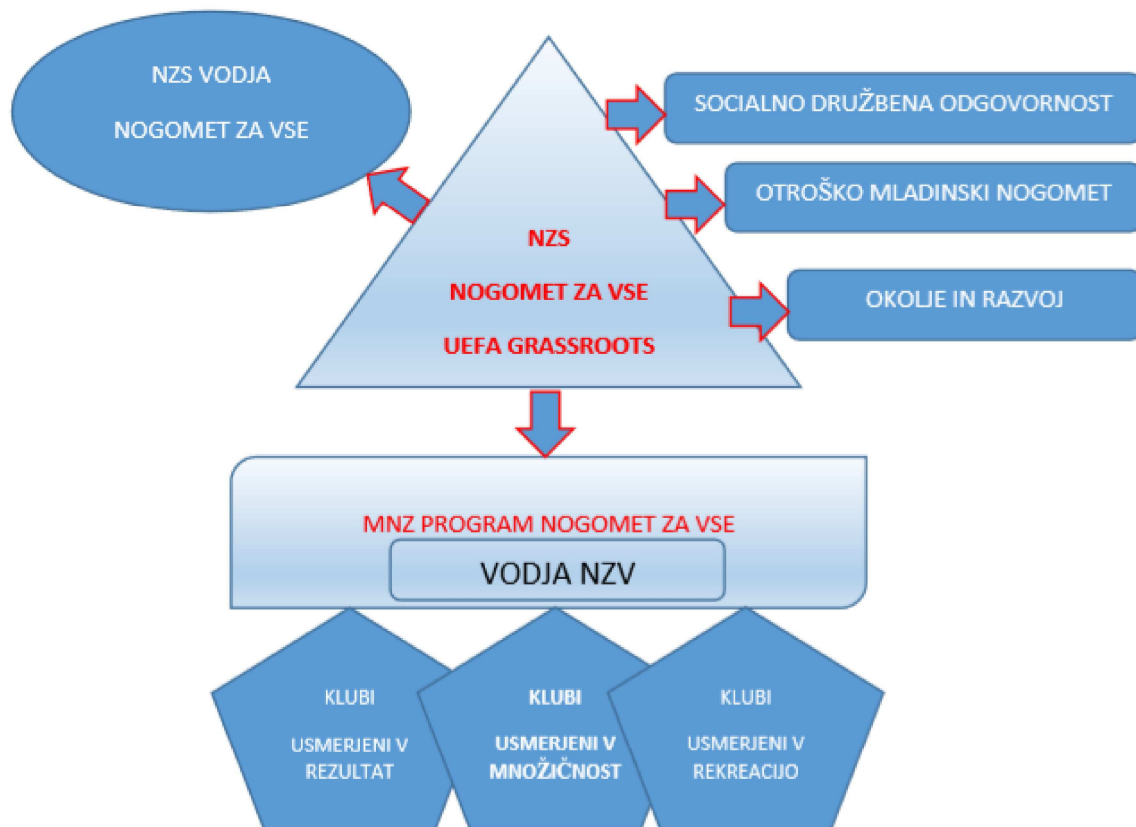 NZS VODJA
NOGOMET ZA VSE
SOCIALNO DRUŽBENA ODGOVORNOST
OTROŠKO MLADINSKI NOGOMET
OKOLJE IN RAZVOJ
NZS
NOGOMET ZA VSE
UEFA GRASSROOTS
MNZ PROGRAM NOGOMET ZA VSE
VODJA NZV
KLUBI
USMERJENI V
REZULTAT
KLUBI
USMERJENI V
MNOŽIČNOST
KLUBI
USMERJENI V
REKREACIJO